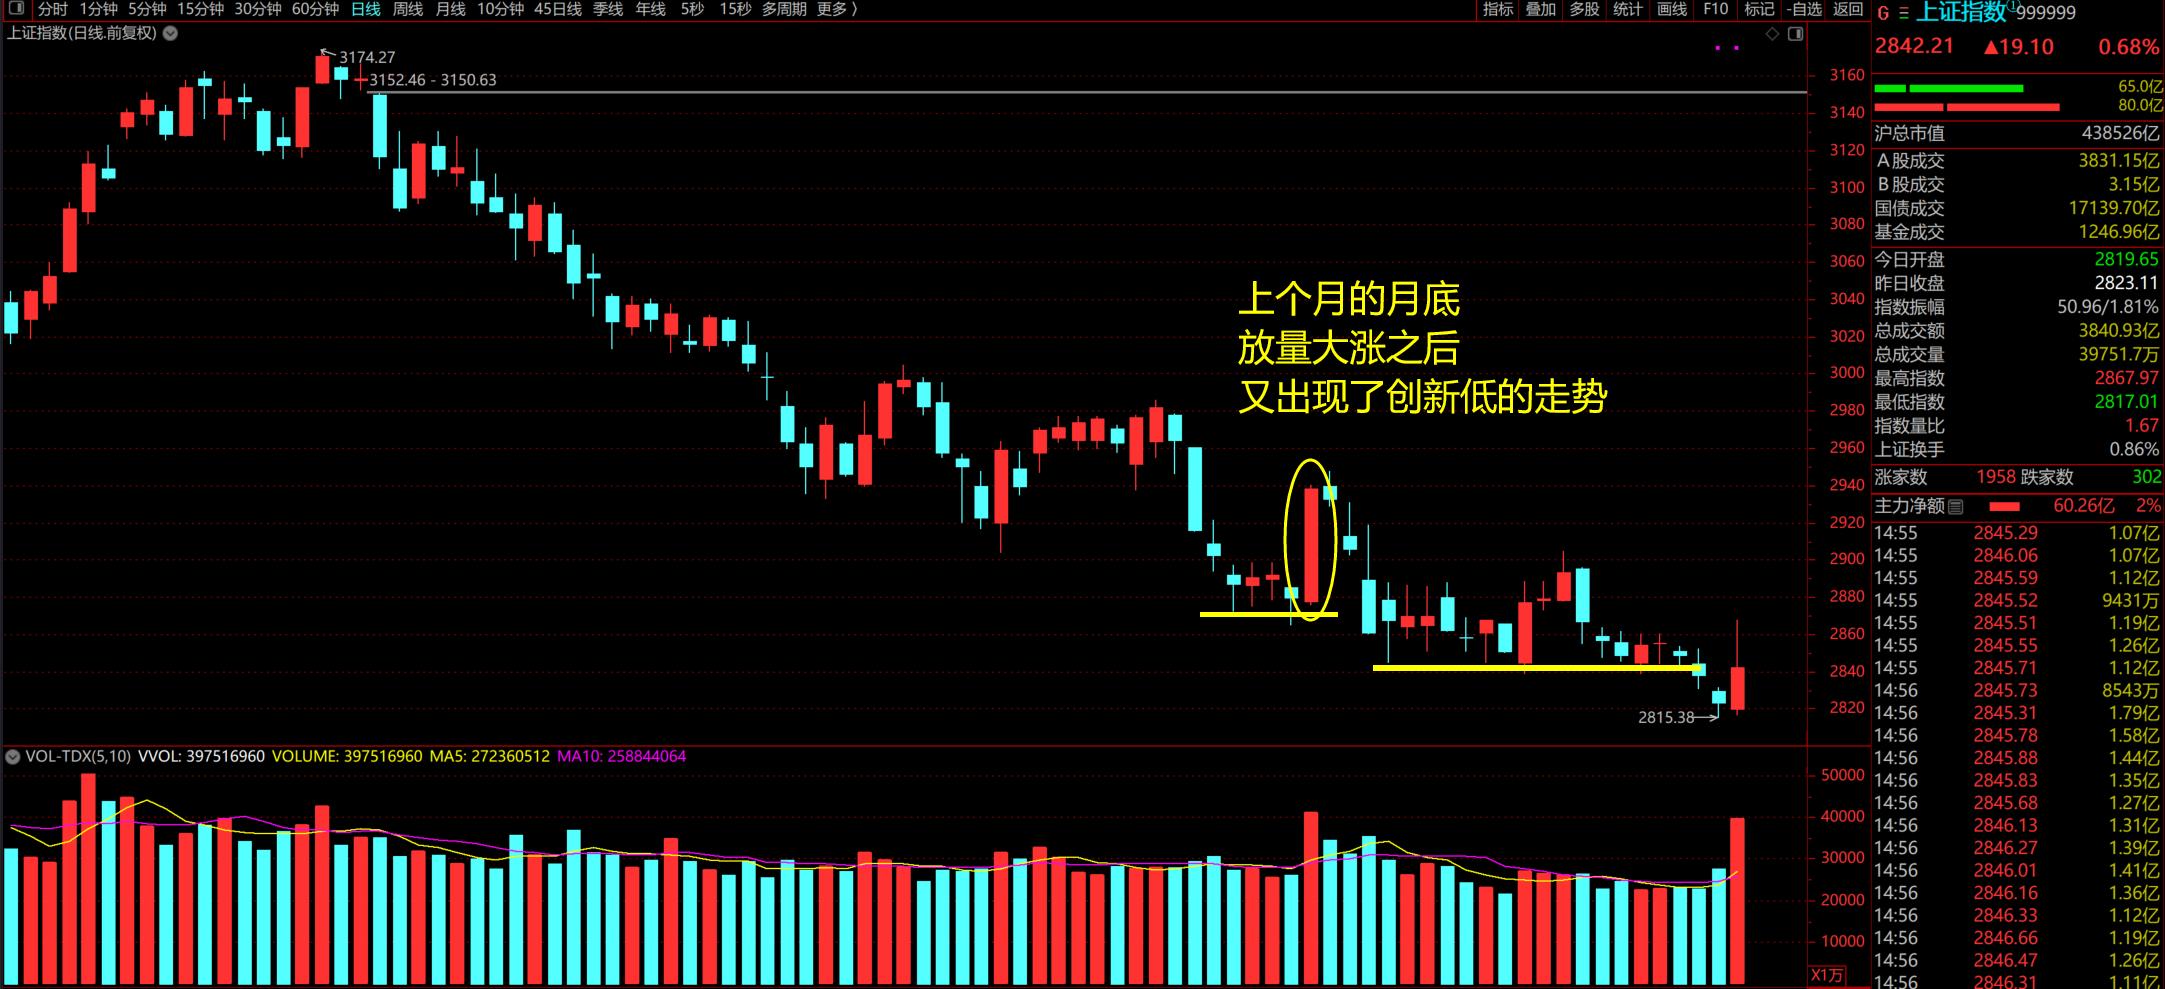 分时 1分钟 5分钟 15分钟 30分钟 60分钟 日线 周线 月线 10分钟 45日线 季线 年线 5秒 15秒 多周期 更多 〉
指标 叠加 多股 统计 画线 F10 标记 -自选 返回
上证指数(日线.前复权)
3174.27
3152.46 - 3150.63
上个月的月底
放量大涨之后
又出现了创新低的走势
2815.38
3160
3140
3120
3100
3080
3060
3040
3020
3000
2980
2960
2940
2920
2900
2880
2860
2840
2820
VOL-TDX(5,10) VVOL: 397516960 VOLUME: 397516960 MA5: 272360512 MA10: 258844064
50000
40000
30000
20000
10000
X1万
G 上证指数① 999999
2842.21 ▲19.10 0.68%
65.0亿
80.0亿
沪总市值 438526亿
A股成交 3831.15亿
B股成交 3.15亿
国债成交 17139.70亿
基金成交 1246.96亿
今日开盘 2819.65
昨日收盘 2823.11
指数振幅 50.96/1.81%
总成交额 3840.93亿
总成交量 39751.7万
最高指数 2867.97
最低指数 2817.01
指数量比 1.67
上证换手 0.86%
涨家数 1958 跌家数 302
主力净额 60.26亿 2%
14:55 2845.29 1.07亿
14:55 2846.06 1.07亿
14:55 2845.59 1.12亿
14:55 2845.52 9431万
14:55 2845.51 1.19亿
14:55 2845.55 1.26亿
14:55 2845.71 1.12亿
14:56 2845.73 8543万
14:56 2845.31 1.79亿
14:56 2845.78 1.58亿
14:56 2845.88 1.44亿
14:56 2845.83 1.35亿
14:56 2845.68 1.27亿
14:56 2846.13 1.31亿
14:56 2846.27 1.39亿
14:56 2846.01 1.41亿
14:56 2846.16 1.36亿
14:56 2846.33 1.12亿
14:56 2846.66 1.19亿
14:56 2846.47 1.26亿
14:56 2846.31 1.11亿